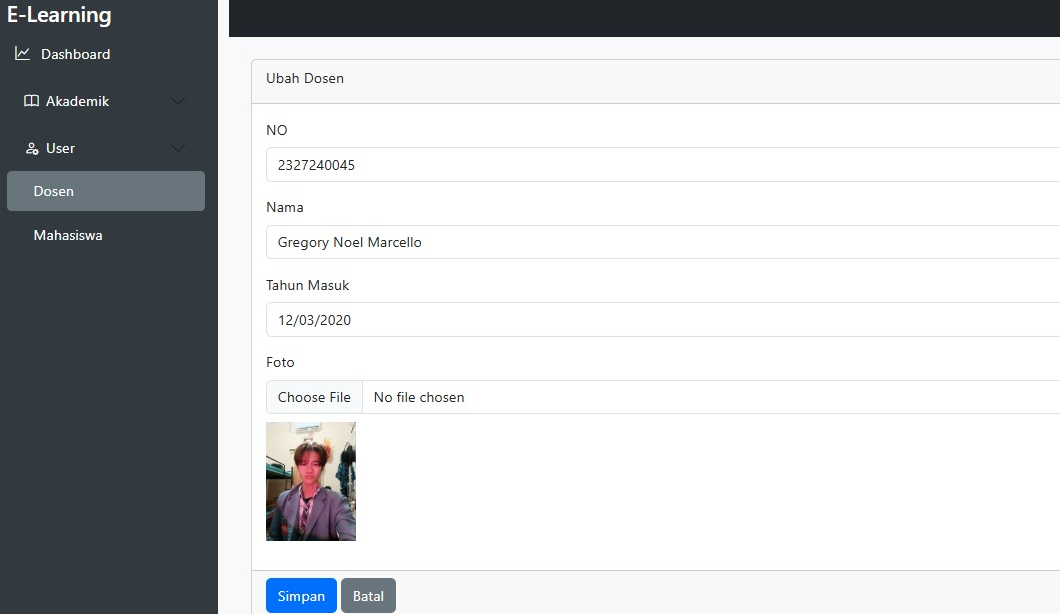 E-Learning
Dashboard
Akademik
User
Dosen
Mahasiswa
Ubah Dosen
NO
2327240045
Nama
Gregory Noel Marcello
Tahun Masuk
12/03/2020
Foto
Choose File No file chosen
Simpan Batal